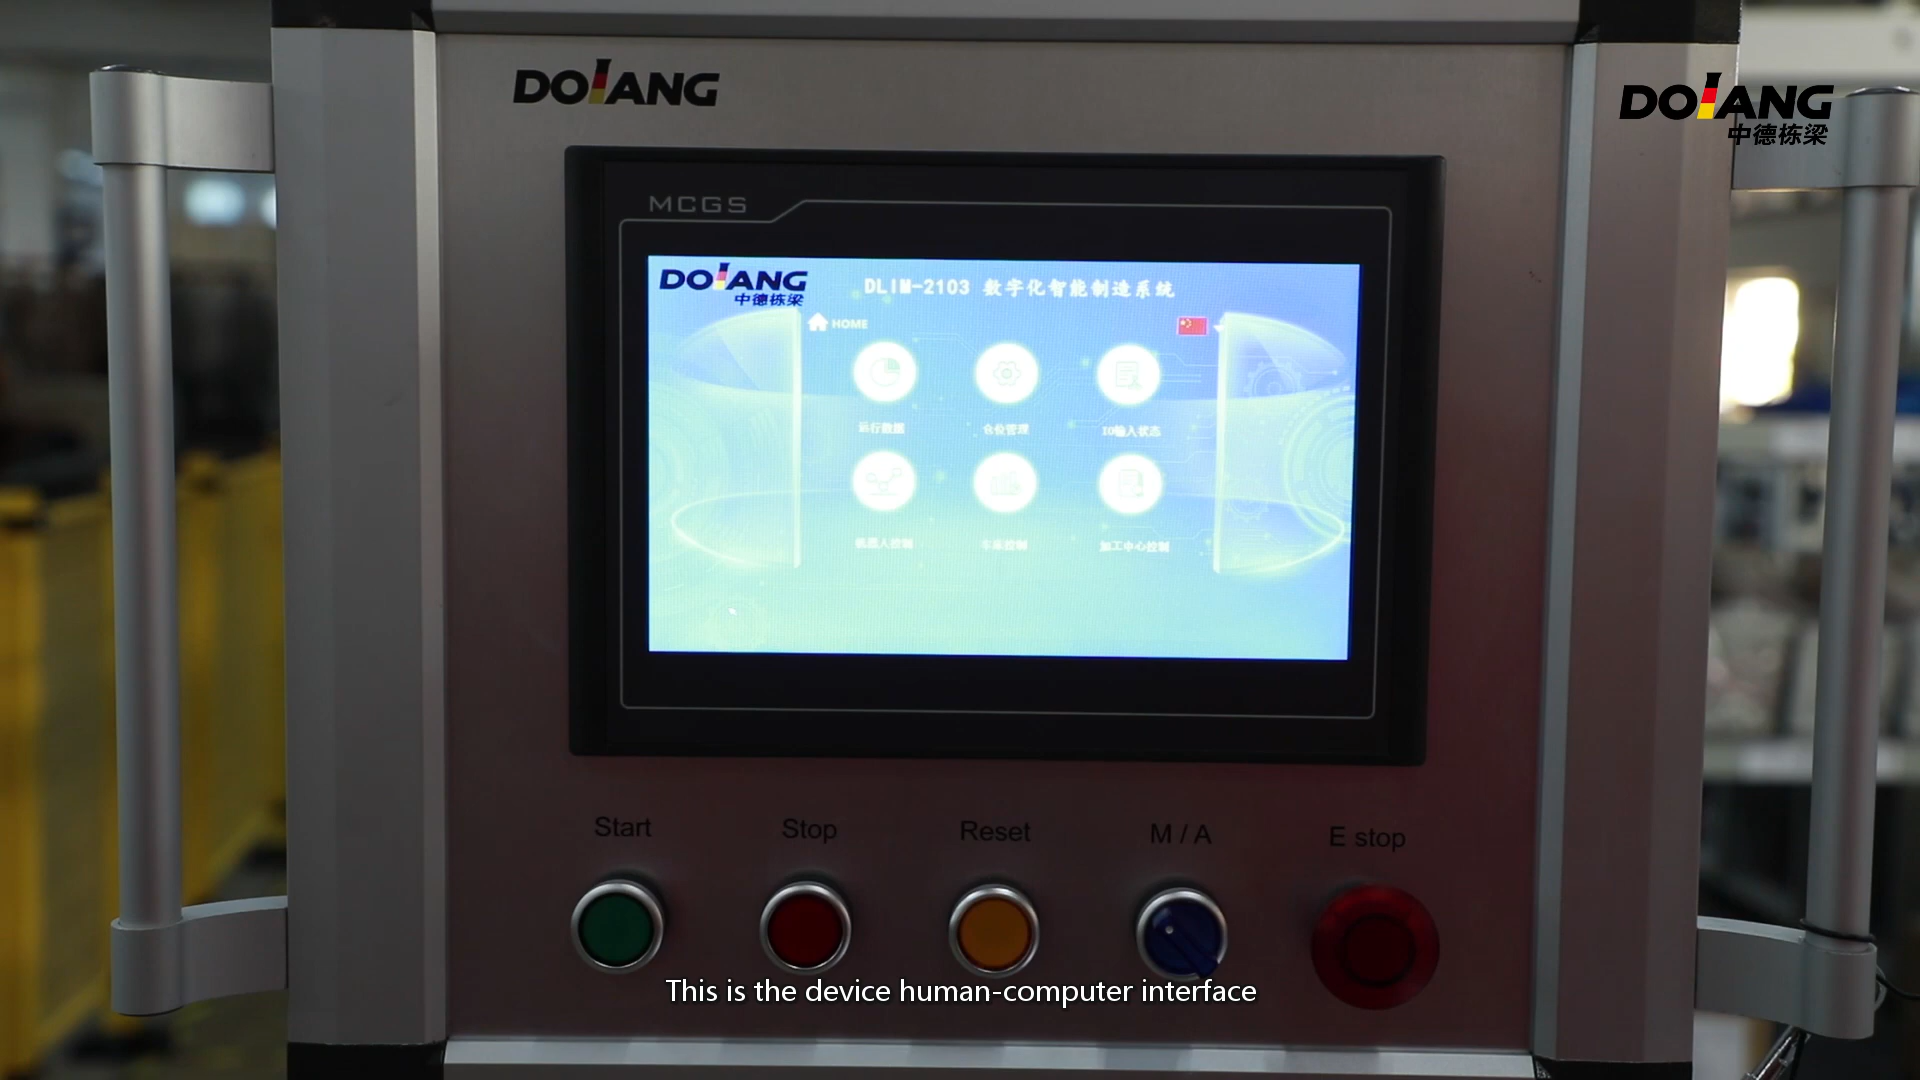 DOLANG
DOLANG
中德栋梁
MCGS
DOLANG
中德栋梁
DLIM-2103 数字化智能制造系统
HOME
运行数据
仓位管理
IO输入状态
机器人控制
车床控制
加工中心控制
Start
Stop
Reset
M / A
E stop
This is the device human-computer interface